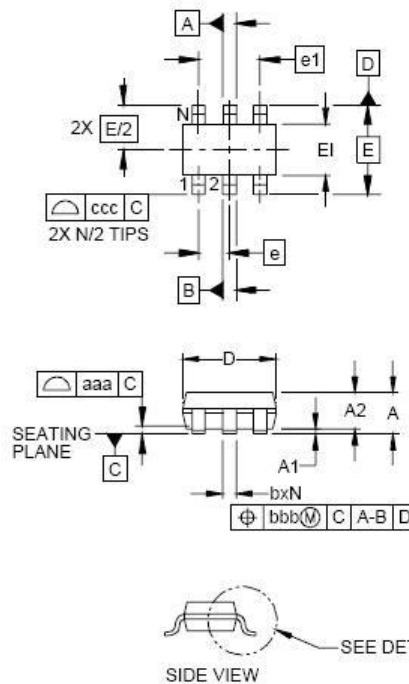 A
e1
D
2X E/2
N
EI
E
1 2
ccc C
2X N/2 TIPS
e
B
D
aaa C
A2
A
SEATING
PLANE
C
A1
bxN
bbb M C A-B D
SEE DET
SIDE VIEW